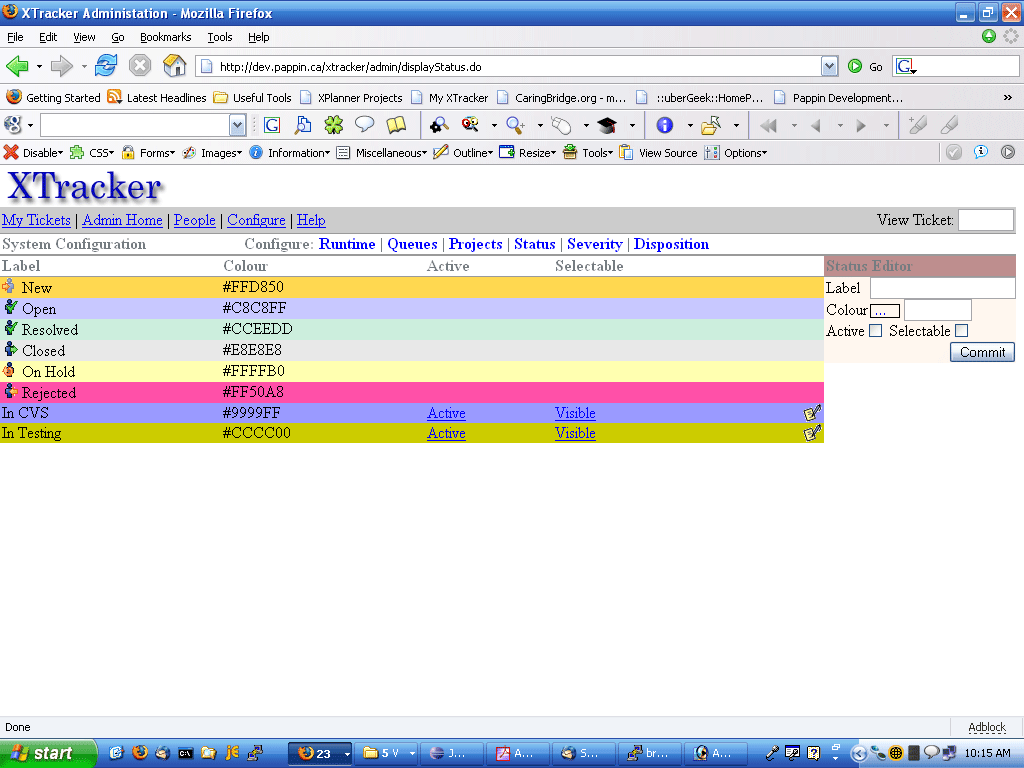 XTracker Administation - Mozilla Firefox
File Edit View Go Bookmarks Tools Help
http://dev.pappin.ca/xtracker/admin/displayStatus.do Go G
Getting Started Latest Headlines Useful Tools XPlanner Projects My XTracker CaringBridge.org - m... ::uberGeek::HomeP... Pappin Development... »
Disable CSS Forms Images Information Miscellaneous Outline Resize Tools View Source Options
XTracker
My Tickets | Admin Home | People | Configure | Help View Ticket:
System Configuration Configure: Runtime | Queues | Projects | Status | Severity | Disposition
Label Colour Active Selectable Status Editor
New #FFD850 Label
Open #C8C8FF Colour ...
Resolved #CCEEDD Active Selectable
Closed #E8E8E8 Commit
On Hold #FFFFB0
Rejected #FF50A8
In CVS #9999FF Active Visible
In Testing #CCCC00 Active Visible
Done Adblock
start 23 5 V J... A... S... br... A... 10:15 AM